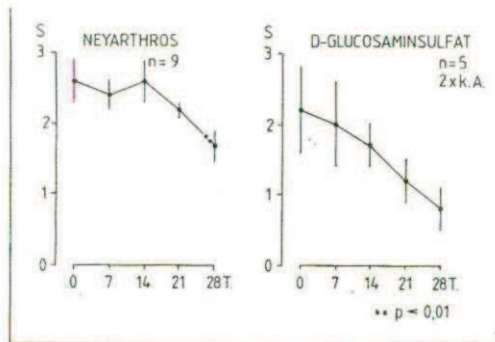 S NEYARTHROS
n = 9
3
2
1
0
0 7 14 21 28 T.
S D-GLUCOSAMINSULFAT
n = 5
2 x k.A.
3
2
1
0
0 7 14 21 28 T.
•• p < 0,01